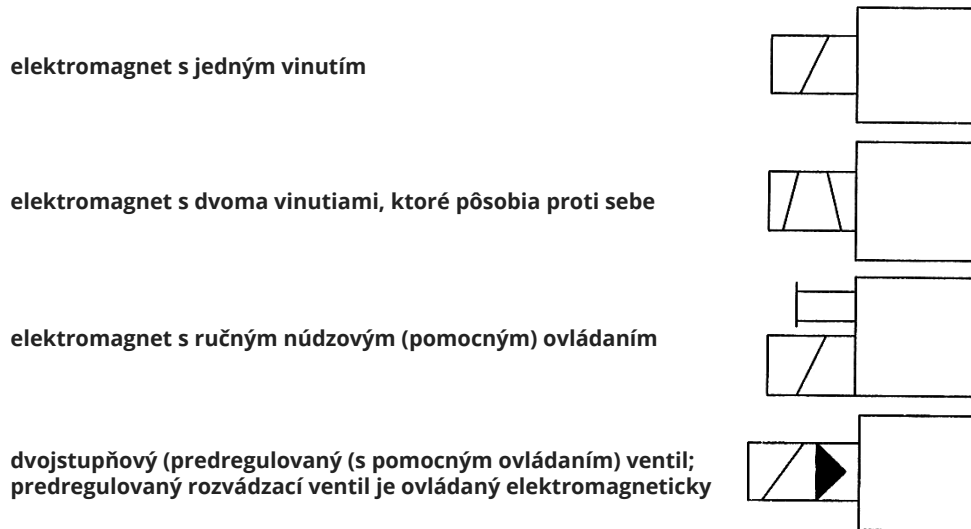 elektromagnet s jedným vinutím
elektromagnet s dvoma vinutiami, ktoré pôsobia proti sebe
elektromagnet s ručným núdzovým (pomocným) ovládaním
dvojstupňový (predregulovaný (s pomocným ovládaním) ventil;
predregulovaný rozvádzací ventil je ovládaný elektromagneticky